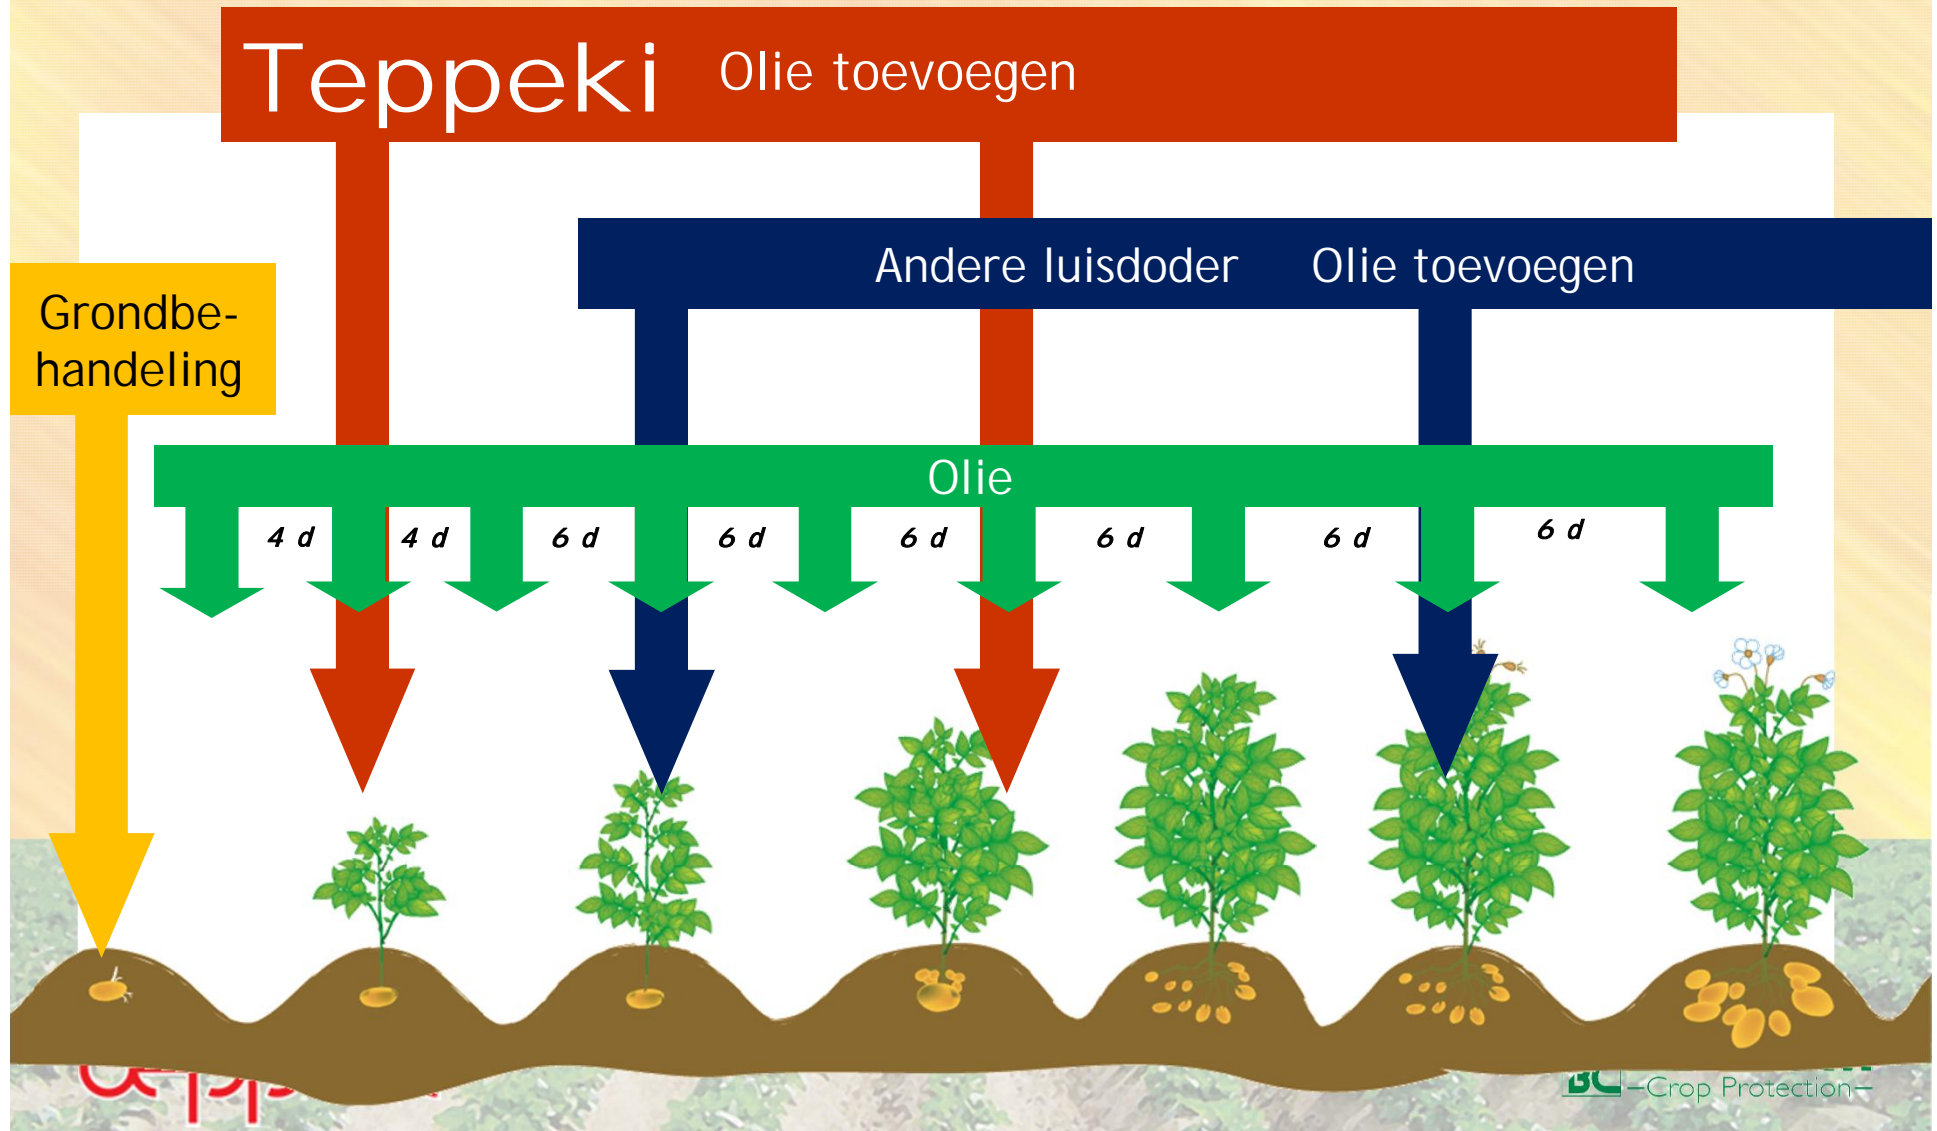 Teppeki Olie toevoegen
Andere luisdoder Olie toevoegen
Grondbe-
handeling
Olie
4 d 4 d 6 d 6 d 6 d 6 d 6 d 6 d
Crop Protection